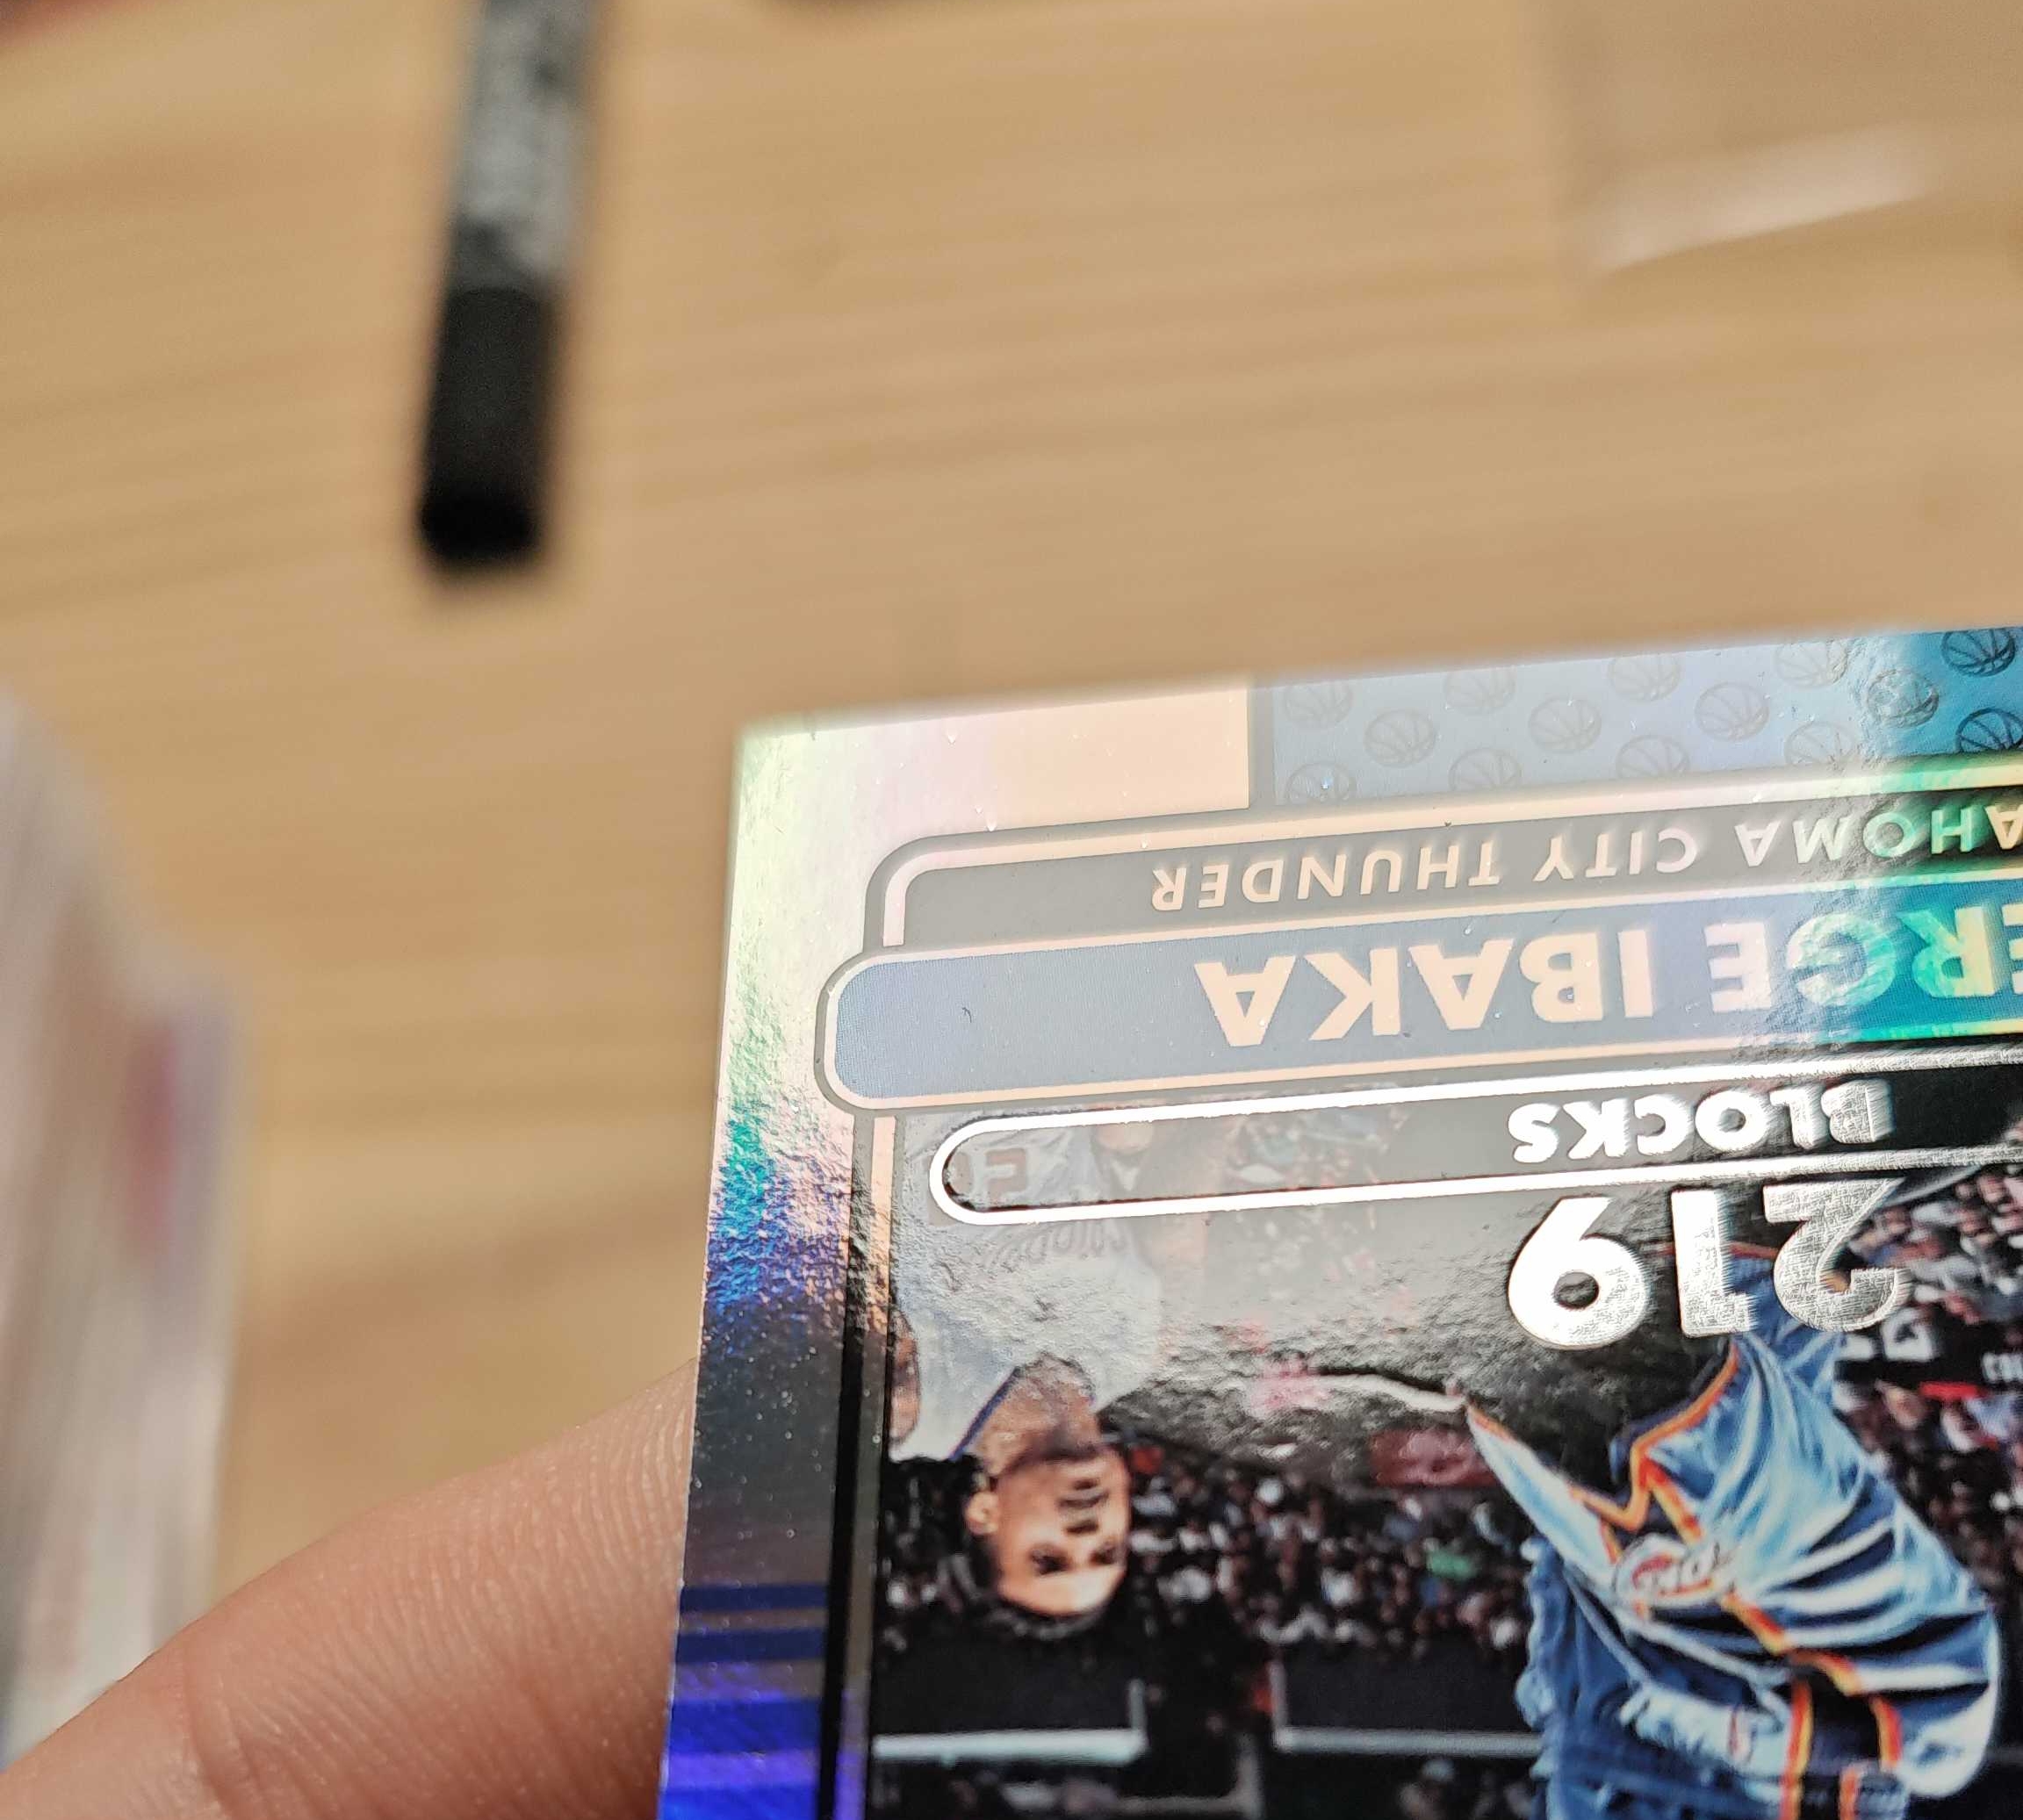 219
BLOCKS
ERGE IBAKA
AHOMA CITY THUNDER